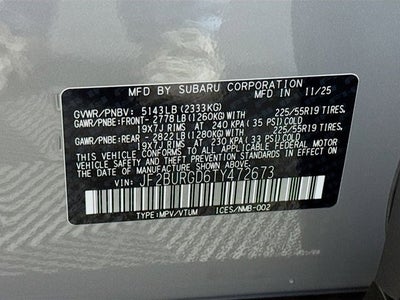 MFD BY SUBARU CORPORATION 11/25
GVWR/PNBV: 5143LB (2333KG)
GAWR/PNBE:FRONT- 2778LB (1260KG)WITH 225/55R19 TIRES,
19X7J RIMS AT 240 KPA (35 PSI)COLD
GAWR/PNBE:REAR - 2822LB (1280KG)WITH 225/55R19 TIRES,
19X7J RIMS AT 230 KPA (33 PSI)COLD
THIS VEHICLE CONFORMS TO ALL APPLICABLE FEDERAL MOTOR
VEHICLE SAFETY AND THEFT PREVENTION STANDARDS IN
EFFECT ON THE DATE OF MANUFACTURE SHOWN ABOVE.
VIN: JF2BURGD6TY472673
TYPE:MPV/VTUM ICES/NMB-002